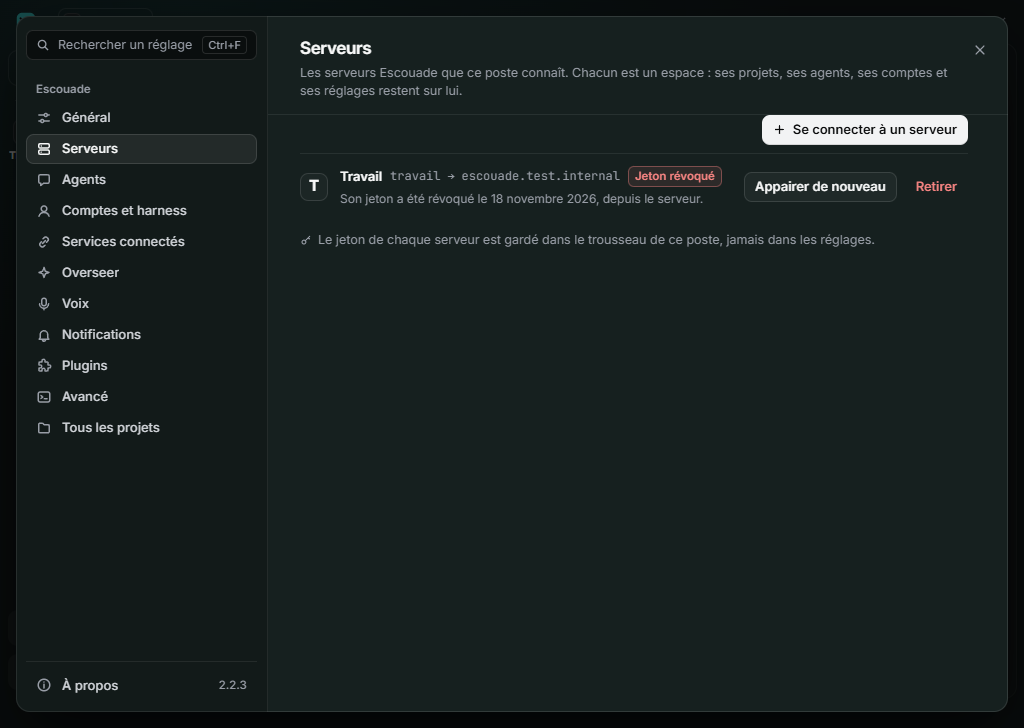 Rechercher un réglage Ctrl+F
Escouade
Général
Serveurs
Agents
Comptes et harness
Services connectés
Overseer
Voix
Notifications
Plugins
Avancé
Tous les projets
À propos 2.2.3
Serveurs
Les serveurs Escouade que ce poste connaît. Chacun est un espace : ses projets, ses agents, ses comptes et
ses réglages restent sur lui.
+ Se connecter à un serveur
T Travail travail → escouade.test.internal Jeton révoqué
Son jeton a été révoqué le 18 novembre 2026, depuis le serveur.
Appairer de nouveau Retirer
Le jeton de chaque serveur est gardé dans le trousseau de ce poste, jamais dans les réglages.